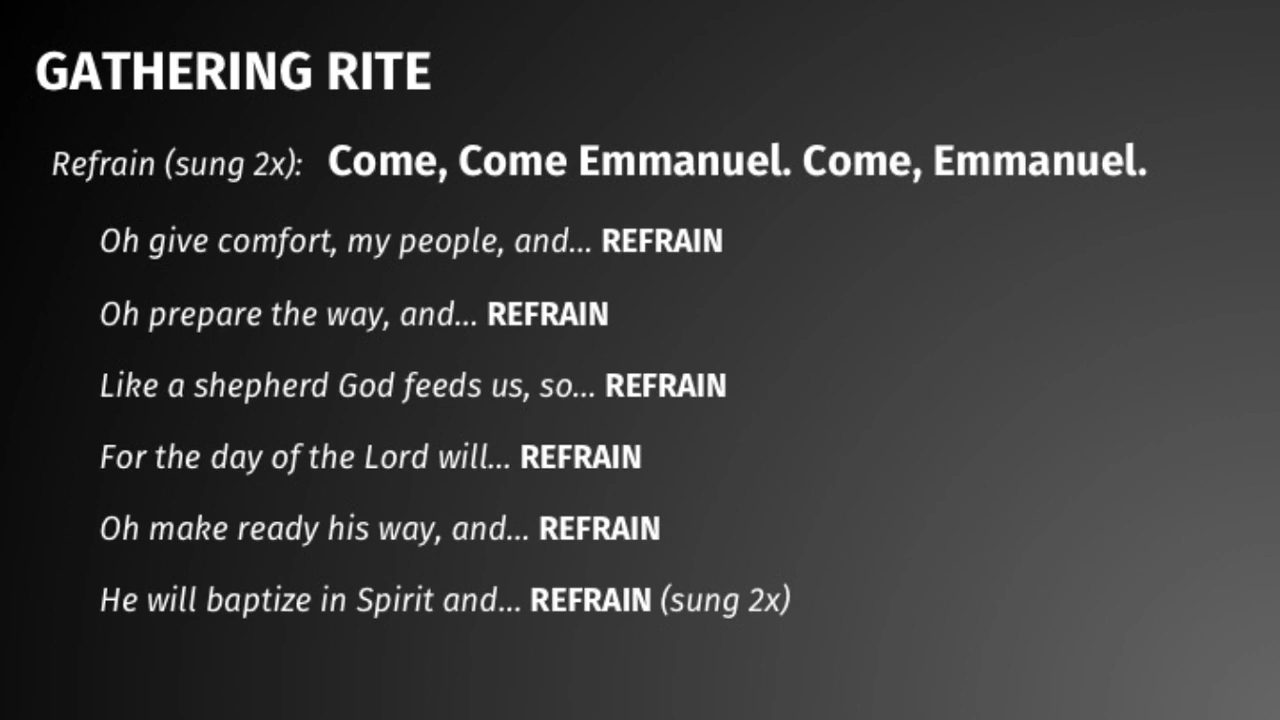 GATHERING RITE
Refrain (sung 2x): Come, Come Emmanuel. Come, Emmanuel.
Oh give comfort, my people, and... REFRAIN
Oh prepare the way, and... REFRAIN
Like a shepherd God feeds us, so... REFRAIN
For the day of the Lord will... REFRAIN
Oh make ready his way, and... REFRAIN
He will baptize in Spirit and... REFRAIN (sung 2x)